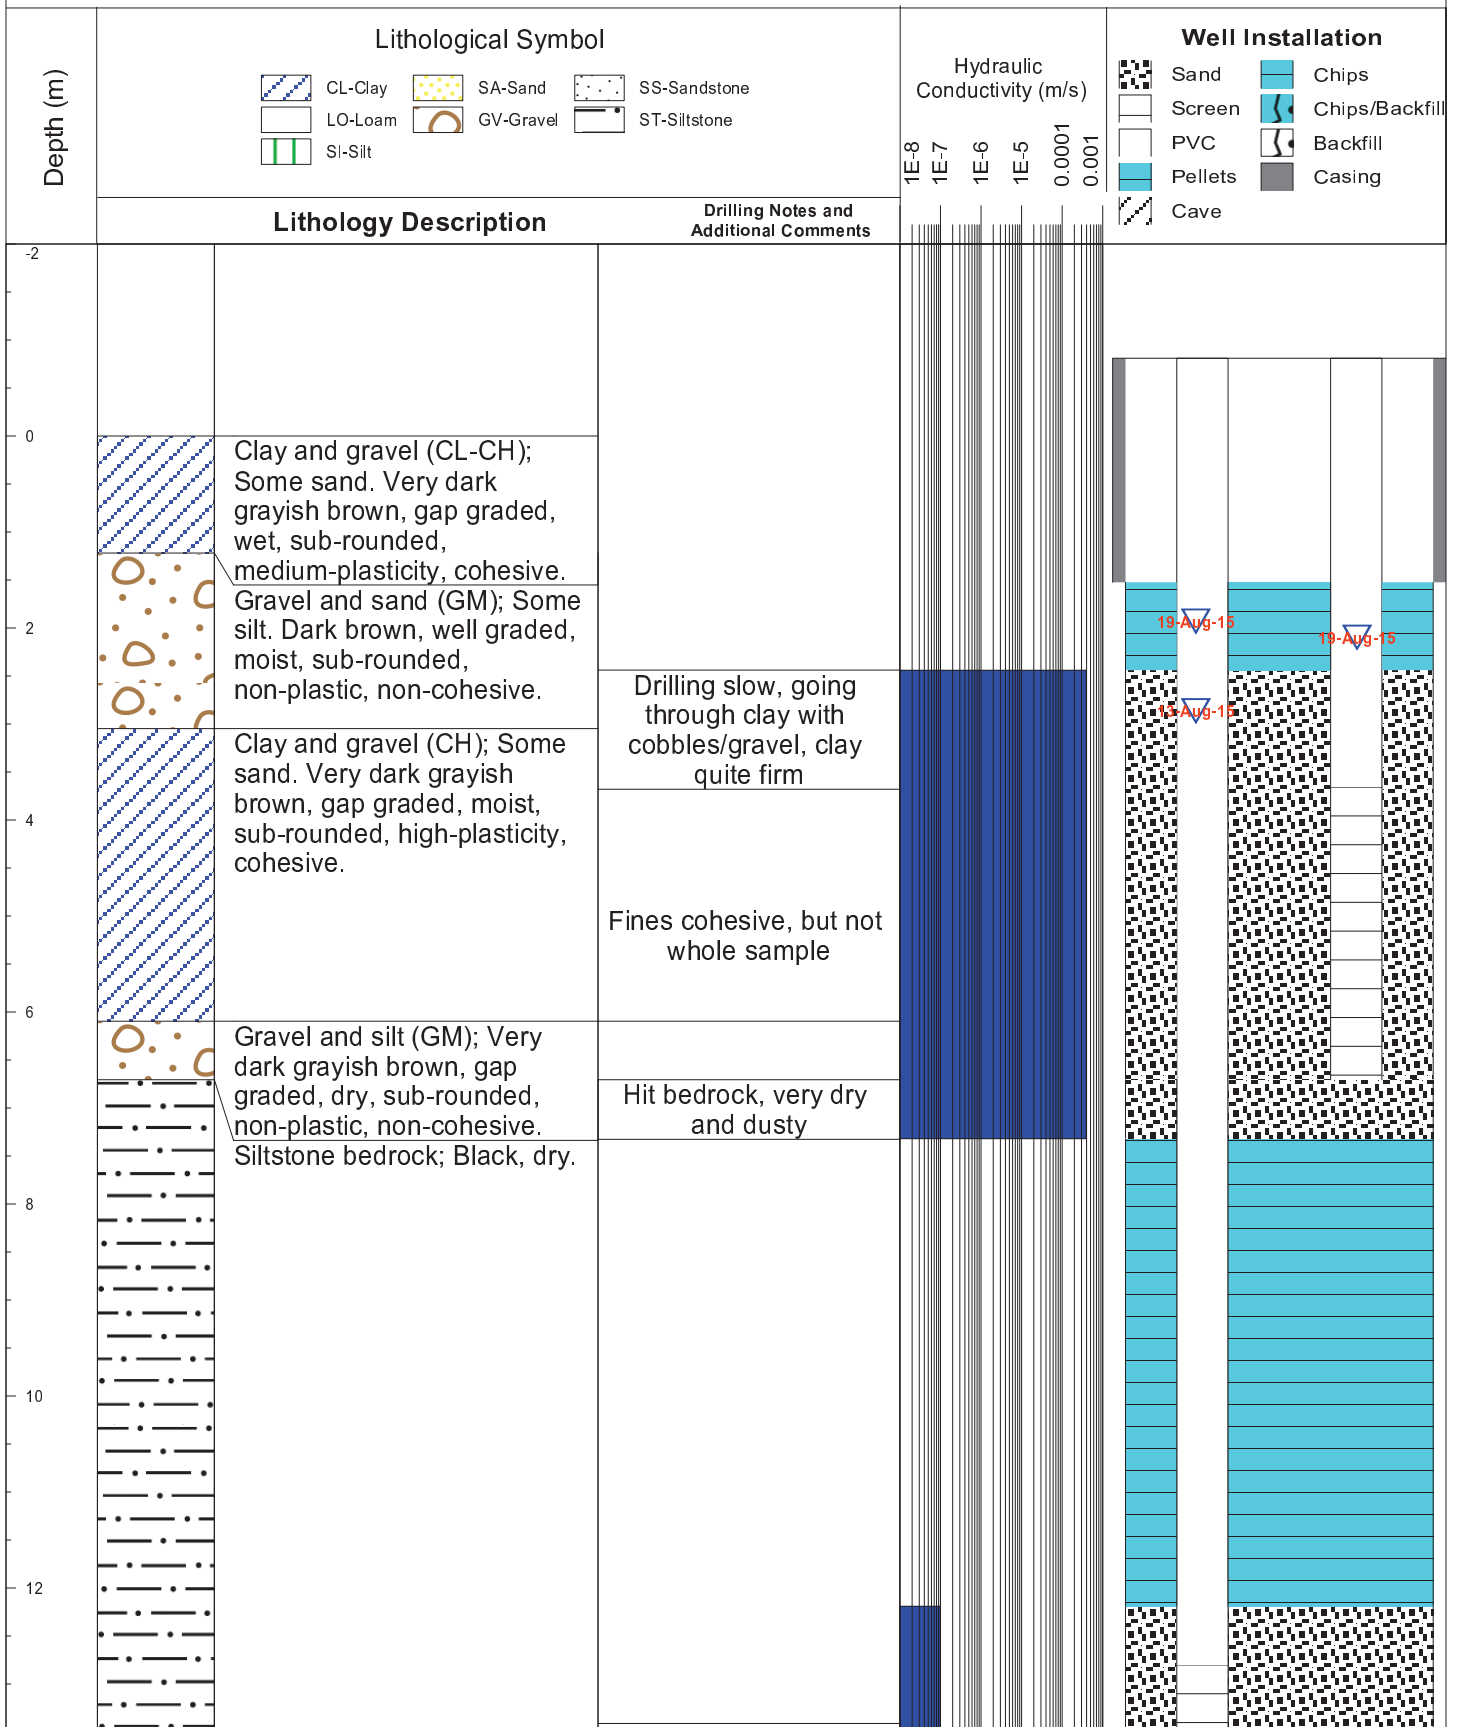 Depth (m)
Lithological Symbol
CL-Clay
SA-Sand
SS-Sandstone
LO-Loam
GV-Gravel
ST-Siltstone
SI-Silt
Lithology Description
Drilling Notes and
Additional Comments
Hydraulic
Conductivity (m/s)
1E-8
1E-7
1E-6
1E-5
0.0001
0.001
Well Installation
Sand
Chips
Screen
Chips/Backfill
PVC
Backfill
Pellets
Casing
Cave
-2
0
2
4
6
8
10
12
Clay and gravel (CL-CH);
Some sand. Very dark
grayish brown, gap graded,
wet, sub-rounded,
medium-plasticity, cohesive.
Gravel and sand (GM); Some
silt. Dark brown, well graded,
moist, sub-rounded,
non-plastic, non-cohesive.
Clay and gravel (CH); Some
sand. Very dark grayish
brown, gap graded, moist,
sub-rounded, high-plasticity,
cohesive.
Gravel and silt (GM); Very
dark grayish brown, gap
graded, dry, sub-rounded,
non-plastic, non-cohesive.
Siltstone bedrock; Black, dry.
Drilling slow, going
through clay with
cobbles/gravel, clay
quite firm
Fines cohesive, but not
whole sample
Hit bedrock, very dry
and dusty
19-Aug-15
19-Aug-15
13-Aug-15